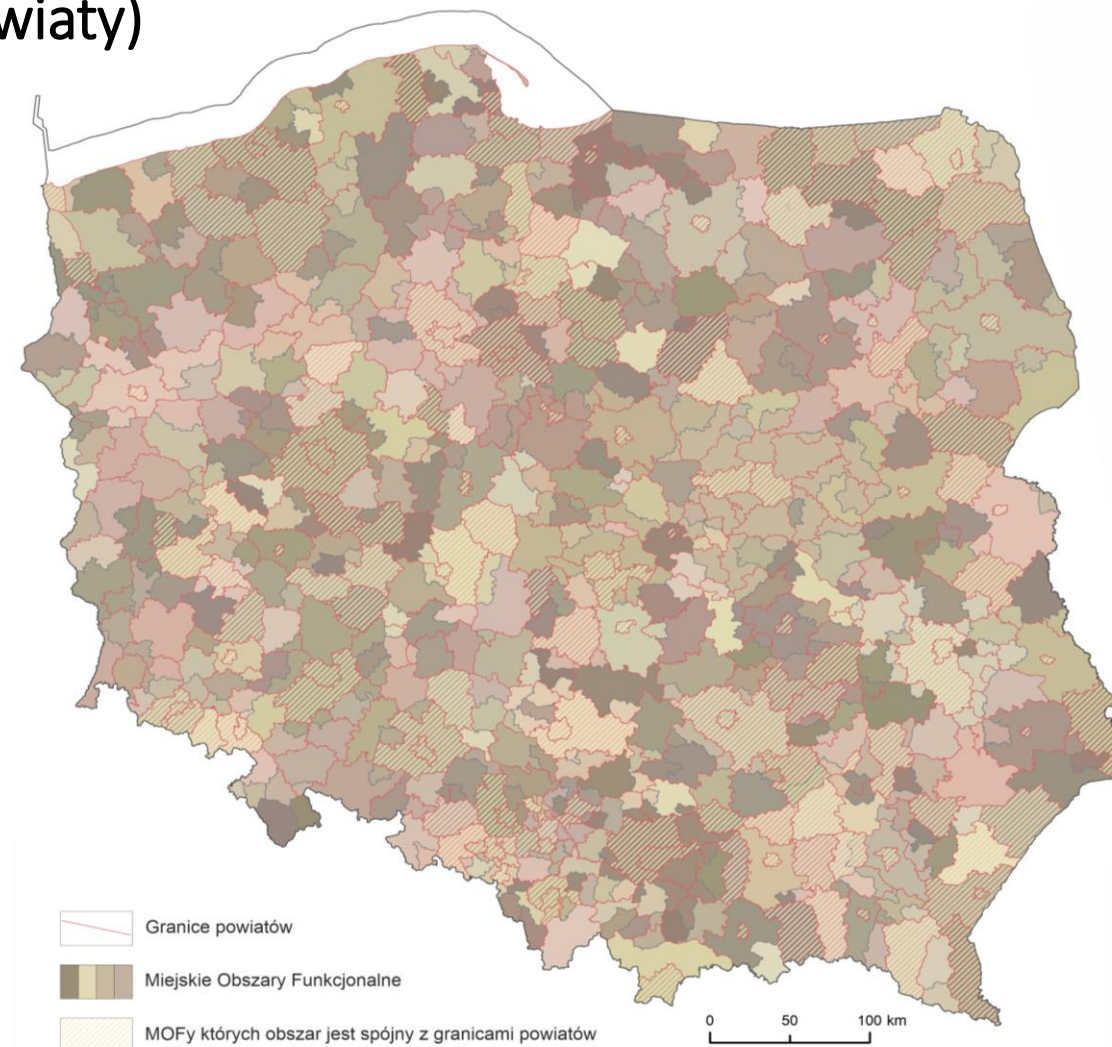 wiaty)
Granice powiatów
Miejskie Obszary Funkcjonalne
MOFy których obszar jest spójny z granicami powiatów
0 50 100 km